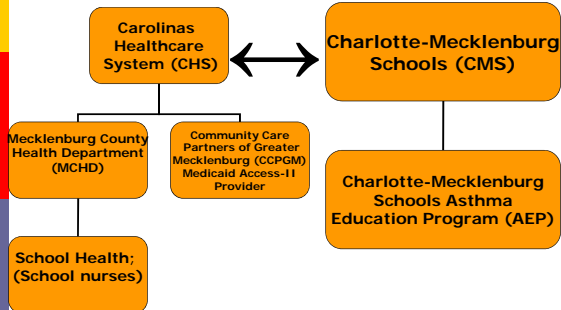 Carolinas
Healthcare
System (CHS)
Charlotte-Mecklenburg
Schools (CMS)
Mecklenburg County
Health Department
(MCHD)
Community Care
Partners of Greater
Mecklenburg (CCPGM)
Medicaid Access-II
Provider
Charlotte-Mecklenburg
Schools Asthma
Education Program (AEP)
School Health;
(School nurses)